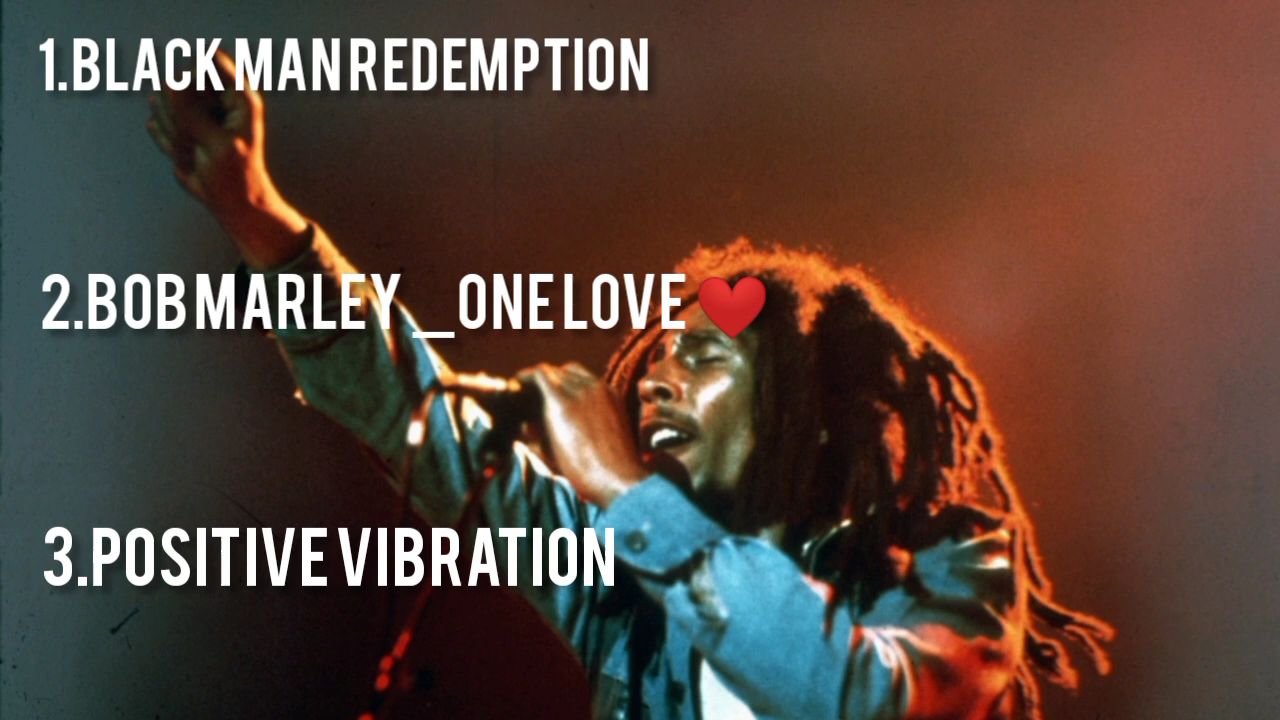 1.BLACK MAN REDEMPTION
2.BOB MARLEY _ONE LOVE ❤️
3.POSITIVE VIBRATION